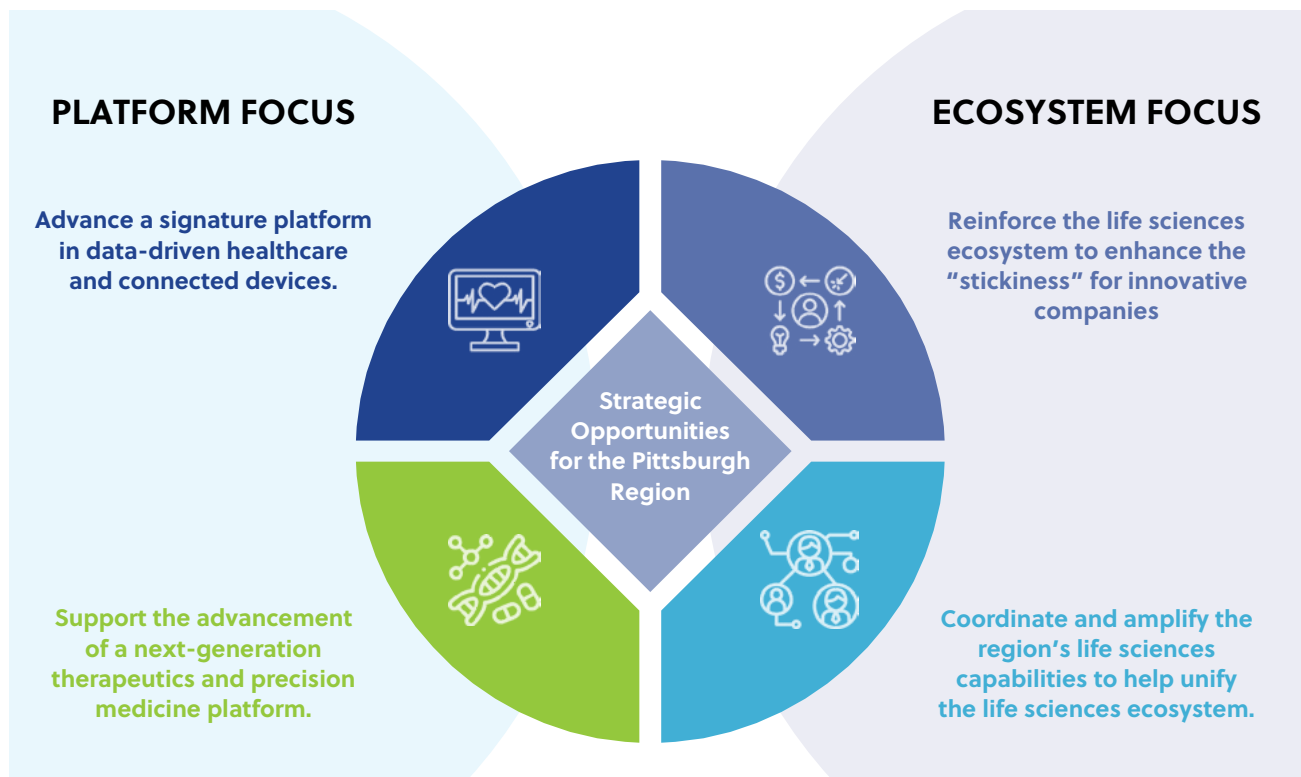 PLATFORM FOCUS
Advance a signature platform
in data-driven healthcare
and connected devices.
Support the advancement
of a next-generation
therapeutics and precision
medicine platform.
Strategic
Opportunities
for the Pittsburgh
Region
$
ECOSYSTEM FOCUS
Reinforce the life sciences
ecosystem to enhance the
“stickiness” for innovative
companies
Coordinate and amplify the
region’s life sciences
capabilities to help unify
the life sciences ecosystem.